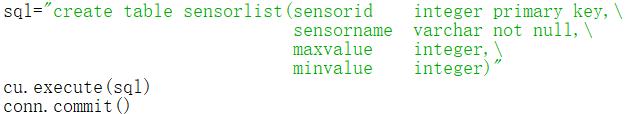 sql="create table sensorlist(sensorid    integer primary key,\
                             sensorname  varchar not null,\
                             maxvalue    integer,\
                             minvalue    integer)"
cu.execute(sql)
conn.commit()